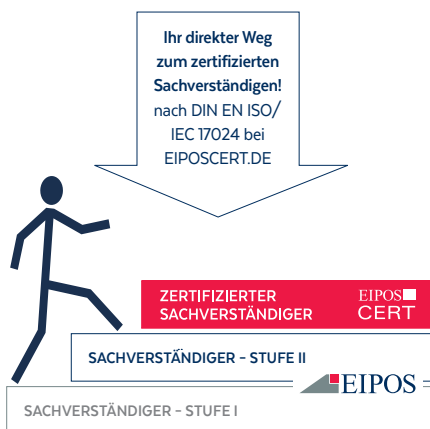 Ihr direkter Weg
zum zertifizierten
Sachverständigen!
nach DIN EN ISO/
IEC 17024 bei
EIPOSCERT.DE
ZERTIFIZIERTER
SACHVERSTÄNDIGER
EIPOS
CERT
SACHVERSTÄNDIGER – STUFE II
EIPOS
SACHVERSTÄNDIGER – STUFE I